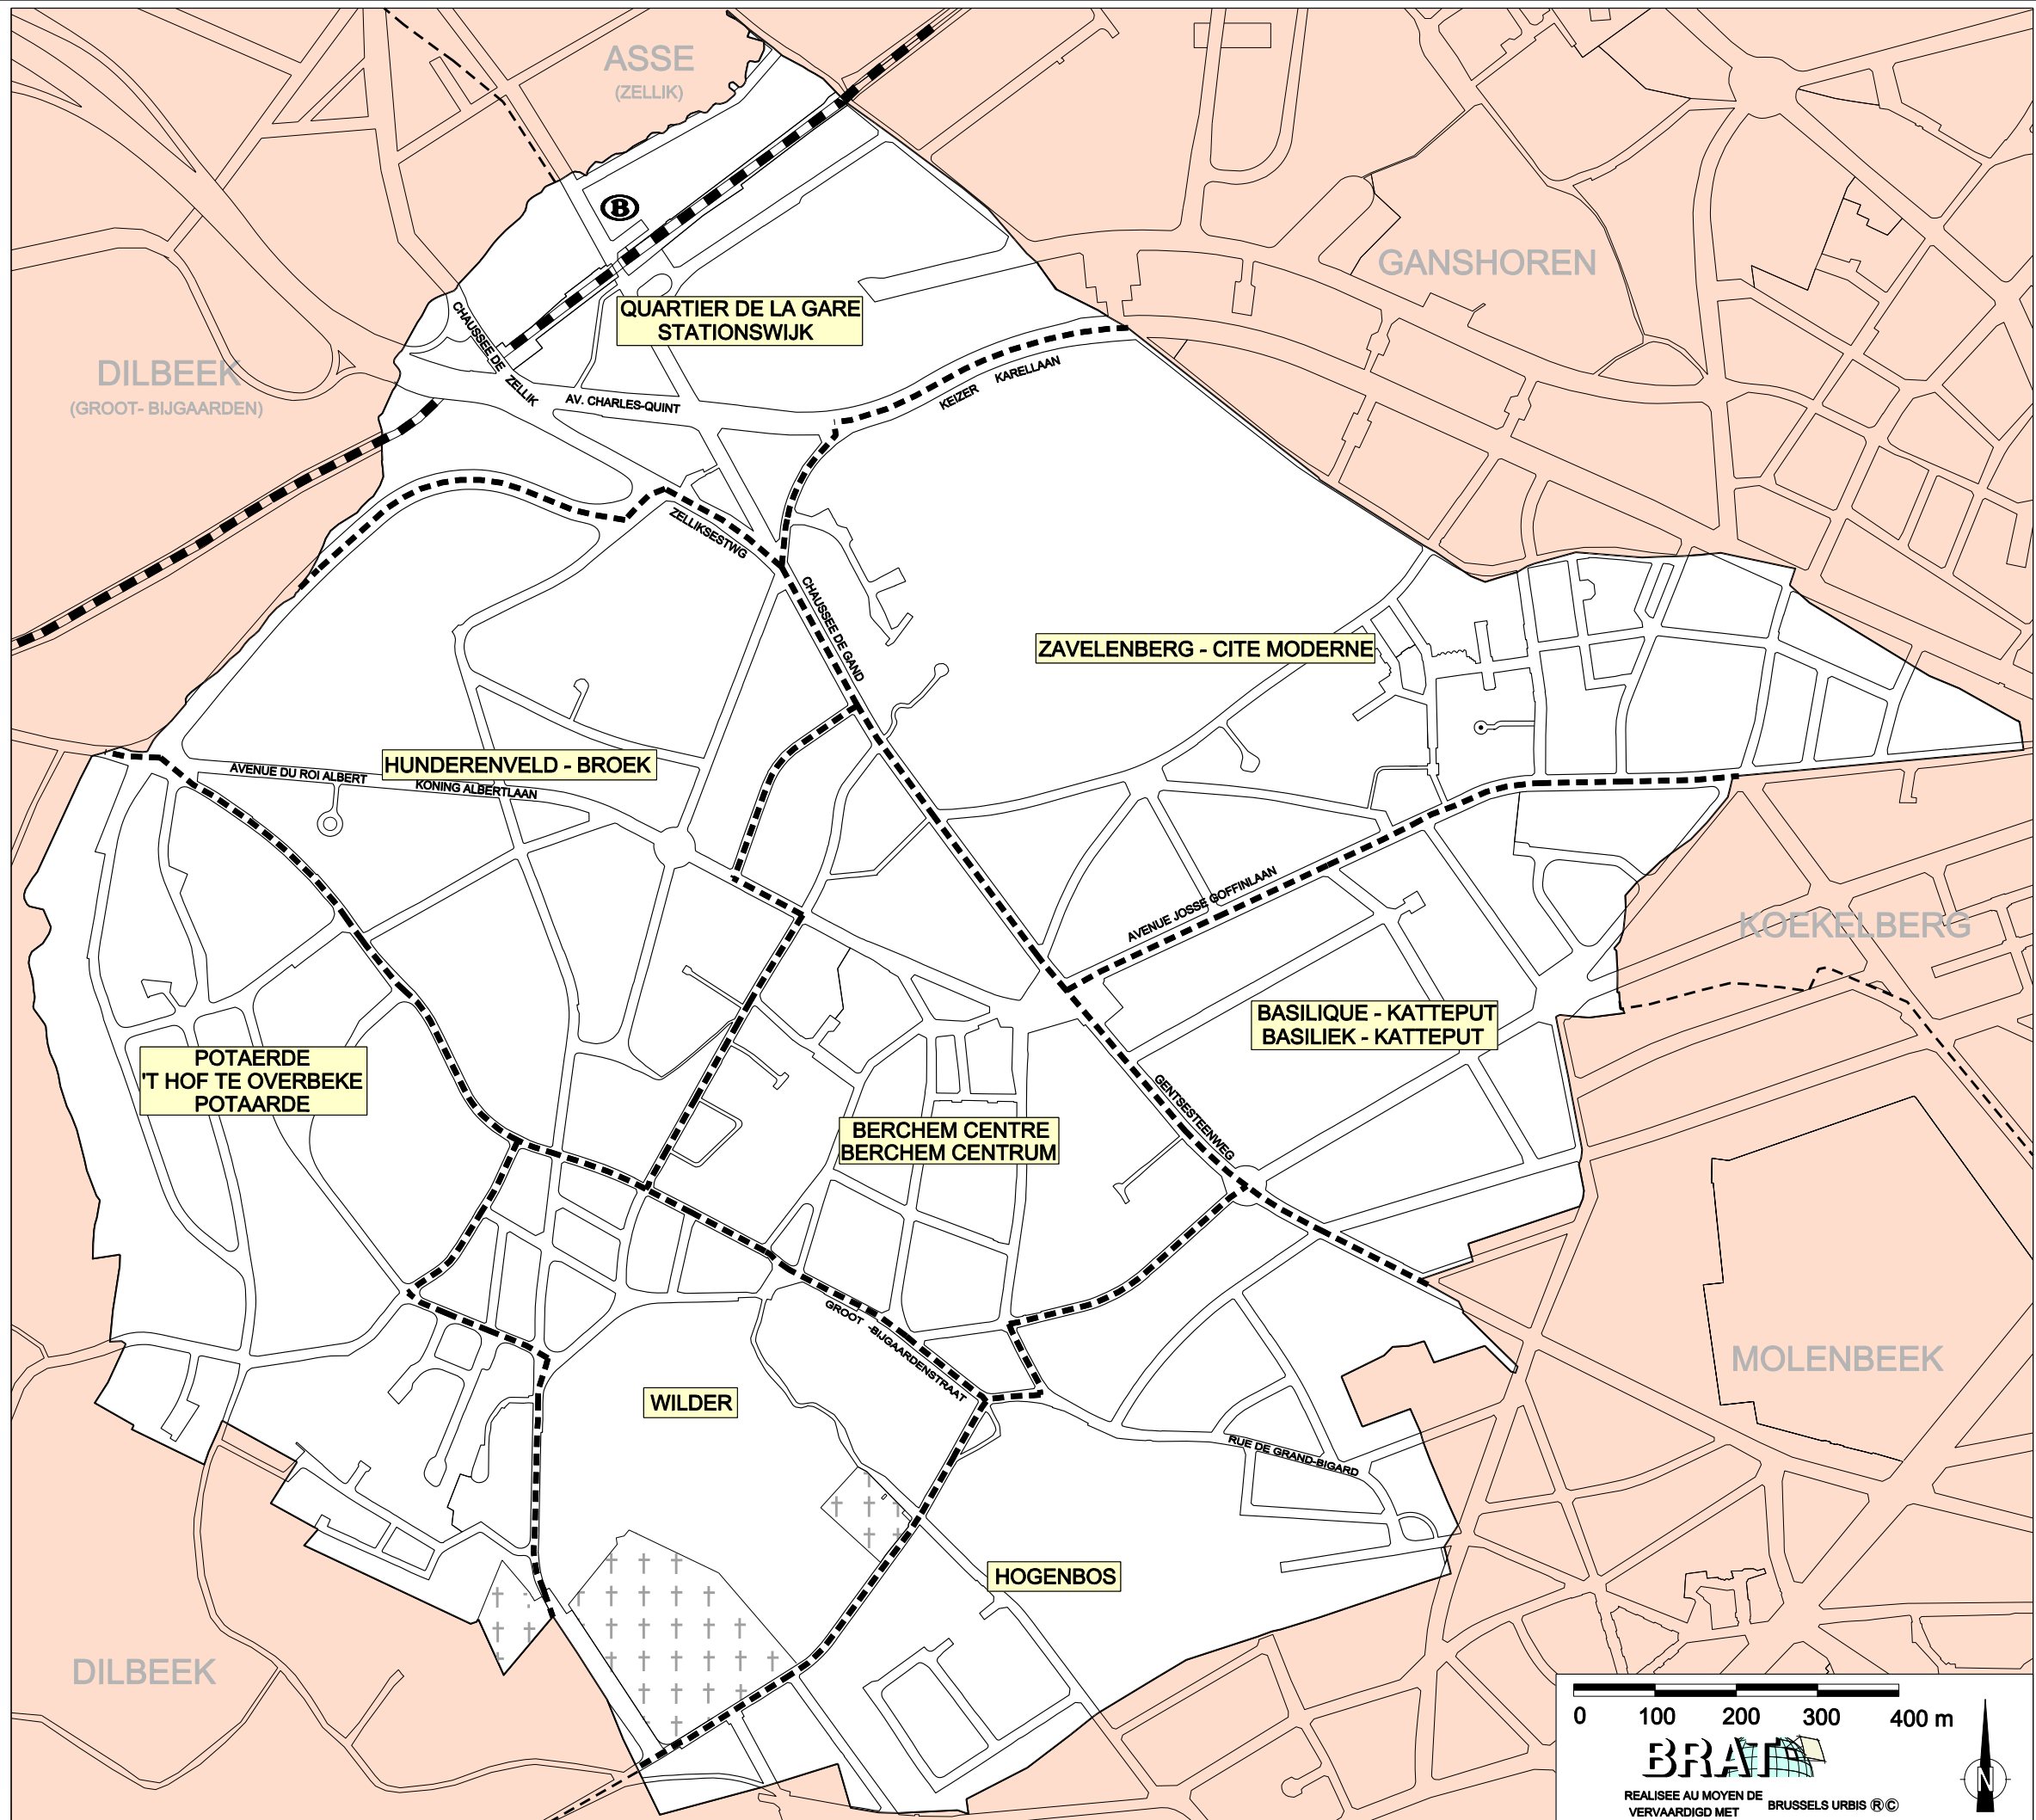 ASSE
(ZELLIK)
B
GANSHOREN
QUARTIER DE LA GARE
STATIONSWIJK
CHAUSSEE DE ZELLIK
DILBEEK
(GROOT- BIJGAARDEN)
AV. CHARLES-QUINT
KEIZER KARELLAAN
ZELLIKSESTWG
CHAUSSEE DE GAND
ZAVELENBERG - CITE MODERNE
HUNDERENVELD - BROEK
AVENUE DU ROI ALBERT
KONING ALBERTLAAN
AVENUE JOSSE GOFFINLAAN
KOEKELBERG
BASILIQUE - KATTEPUT
BASILIEK - KATTEPUT
POTAERDE
'T HOF TE OVERBEKE
POTAARDE
BERCHEM CENTRE
BERCHEM CENTRUM
GENTSESTEENWEG
GROOT -BIJGAARDENSTRAAT
MOLENBEEK
WILDER
RUE DE GRAND-BIGARD
HOGENBOS
DILBEEK
0 100 200 300 400 m
BRAT
REALISEE AU MOYEN DE
VERVAARDIGD MET
BRUSSELS URBIS ®©
N